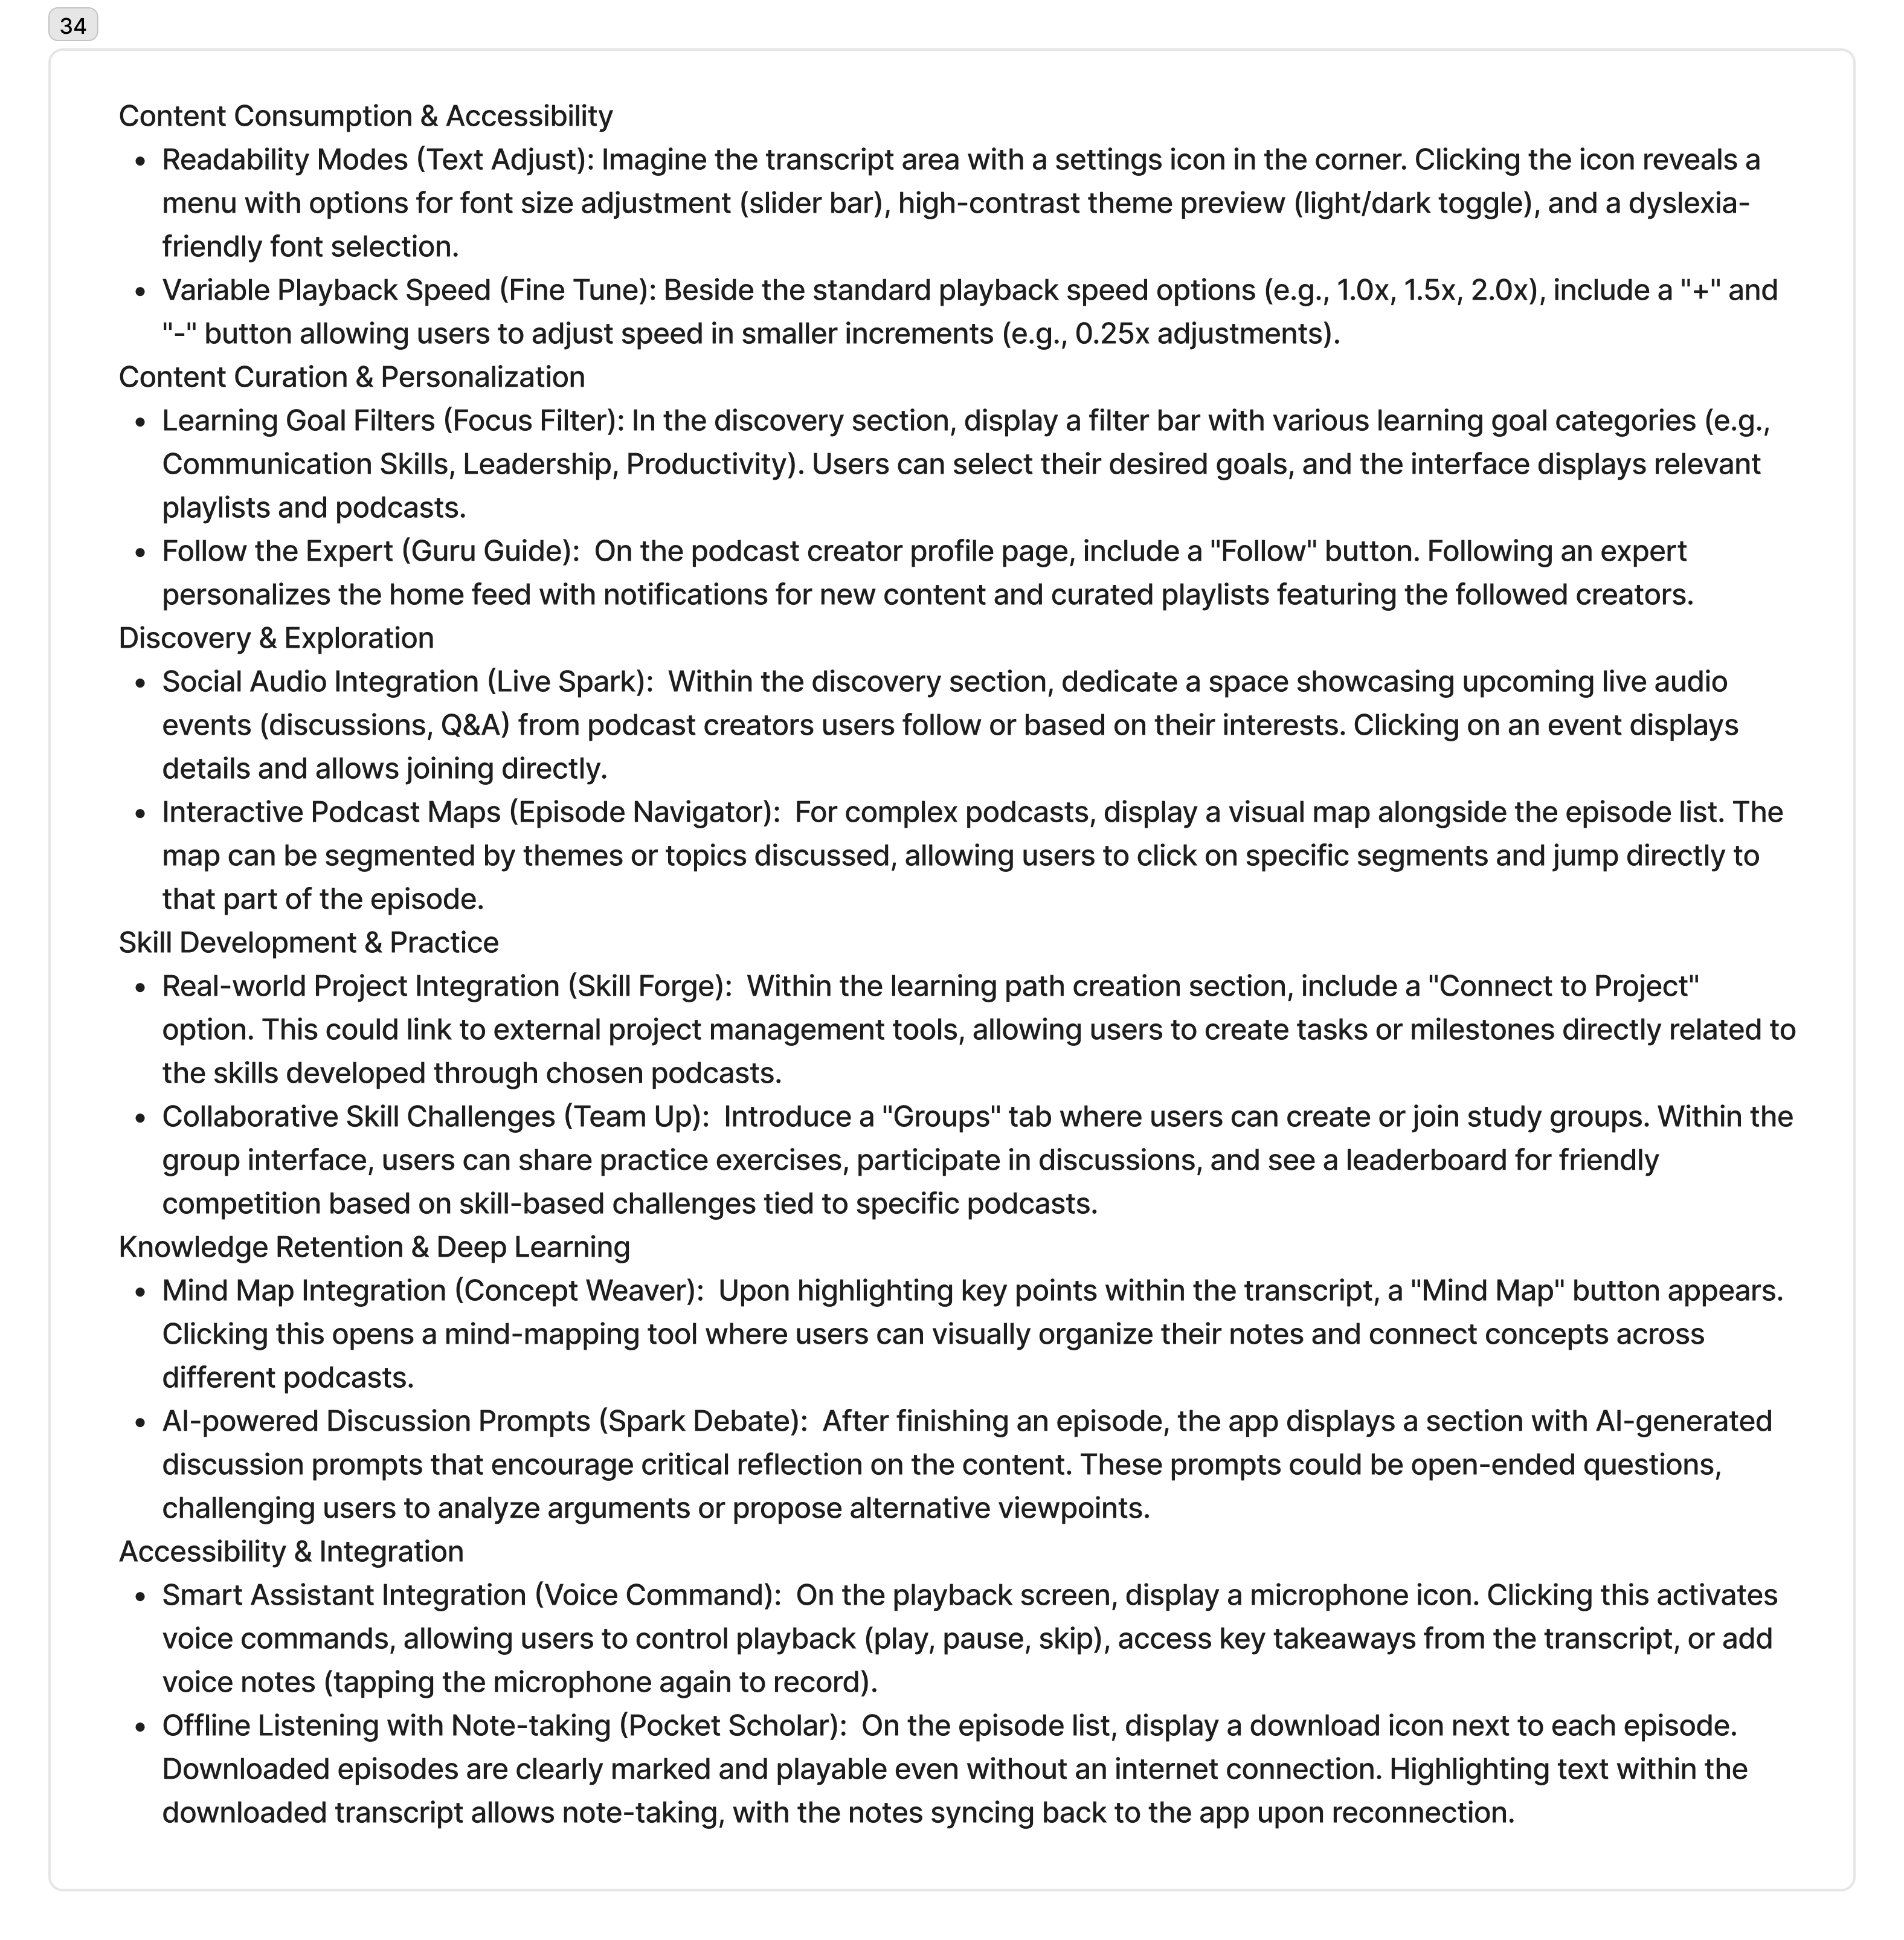 34
Content Consumption & Accessibility
• Readability Modes (Text Adjust): Imagine the transcript area with a settings icon in the corner. Clicking the icon reveals a
menu with options for font size adjustment (slider bar), high-contrast theme preview (light/dark toggle), and a dyslexia-
friendly font selection.
• Variable Playback Speed (Fine Tune): Beside the standard playback speed options (e.g., 1.0x, 1.5x, 2.0x), include a "+" and
"-" button allowing users to adjust speed in smaller increments (e.g., 0.25x adjustments).
Content Curation & Personalization
• Learning Goal Filters (Focus Filter): In the discovery section, display a filter bar with various learning goal categories (e.g.,
Communication Skills, Leadership, Productivity). Users can select their desired goals, and the interface displays relevant
playlists and podcasts.
• Follow the Expert (Guru Guide):  On the podcast creator profile page, include a "Follow" button. Following an expert
personalizes the home feed with notifications for new content and curated playlists featuring the followed creators.
Discovery & Exploration
• Social Audio Integration (Live Spark):  Within the discovery section, dedicate a space showcasing upcoming live audio
events (discussions, Q&A) from podcast creators users follow or based on their interests. Clicking on an event displays
details and allows joining directly.
• Interactive Podcast Maps (Episode Navigator):  For complex podcasts, display a visual map alongside the episode list. The
map can be segmented by themes or topics discussed, allowing users to click on specific segments and jump directly to
that part of the episode.
Skill Development & Practice
• Real-world Project Integration (Skill Forge):  Within the learning path creation section, include a "Connect to Project"
option. This could link to external project management tools, allowing users to create tasks or milestones directly related to
the skills developed through chosen podcasts.
• Collaborative Skill Challenges (Team Up):  Introduce a "Groups" tab where users can create or join study groups. Within the
group interface, users can share practice exercises, participate in discussions, and see a leaderboard for friendly
competition based on skill-based challenges tied to specific podcasts.
Knowledge Retention & Deep Learning
• Mind Map Integration (Concept Weaver):  Upon highlighting key points within the transcript, a "Mind Map" button appears.
Clicking this opens a mind-mapping tool where users can visually organize their notes and connect concepts across
different podcasts.
• AI-powered Discussion Prompts (Spark Debate):  After finishing an episode, the app displays a section with AI-generated
discussion prompts that encourage critical reflection on the content. These prompts could be open-ended questions,
challenging users to analyze arguments or propose alternative viewpoints.
Accessibility & Integration
• Smart Assistant Integration (Voice Command):  On the playback screen, display a microphone icon. Clicking this activates
voice commands, allowing users to control playback (play, pause, skip), access key takeaways from the transcript, or add
voice notes (tapping the microphone again to record).
• Offline Listening with Note-taking (Pocket Scholar):  On the episode list, display a download icon next to each episode.
Downloaded episodes are clearly marked and playable even without an internet connection. Highlighting text within the
downloaded transcript allows note-taking, with the notes syncing back to the app upon reconnection.